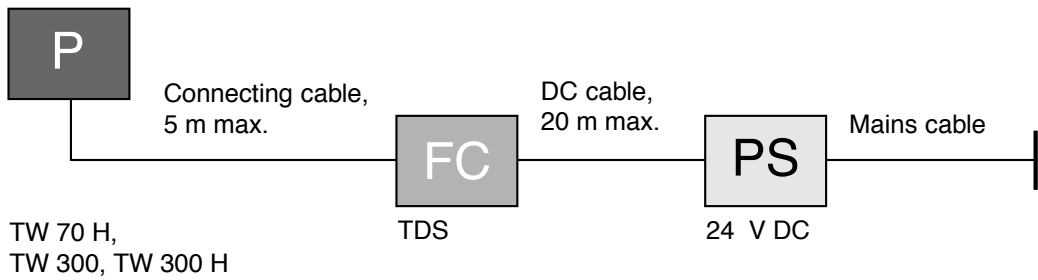 P
Connecting cable,
5 m max.
FC
DC cable,
20 m max.
PS
Mains cable
TW 70 H,
TW 300, TW 300 H
TDS
24 V DC